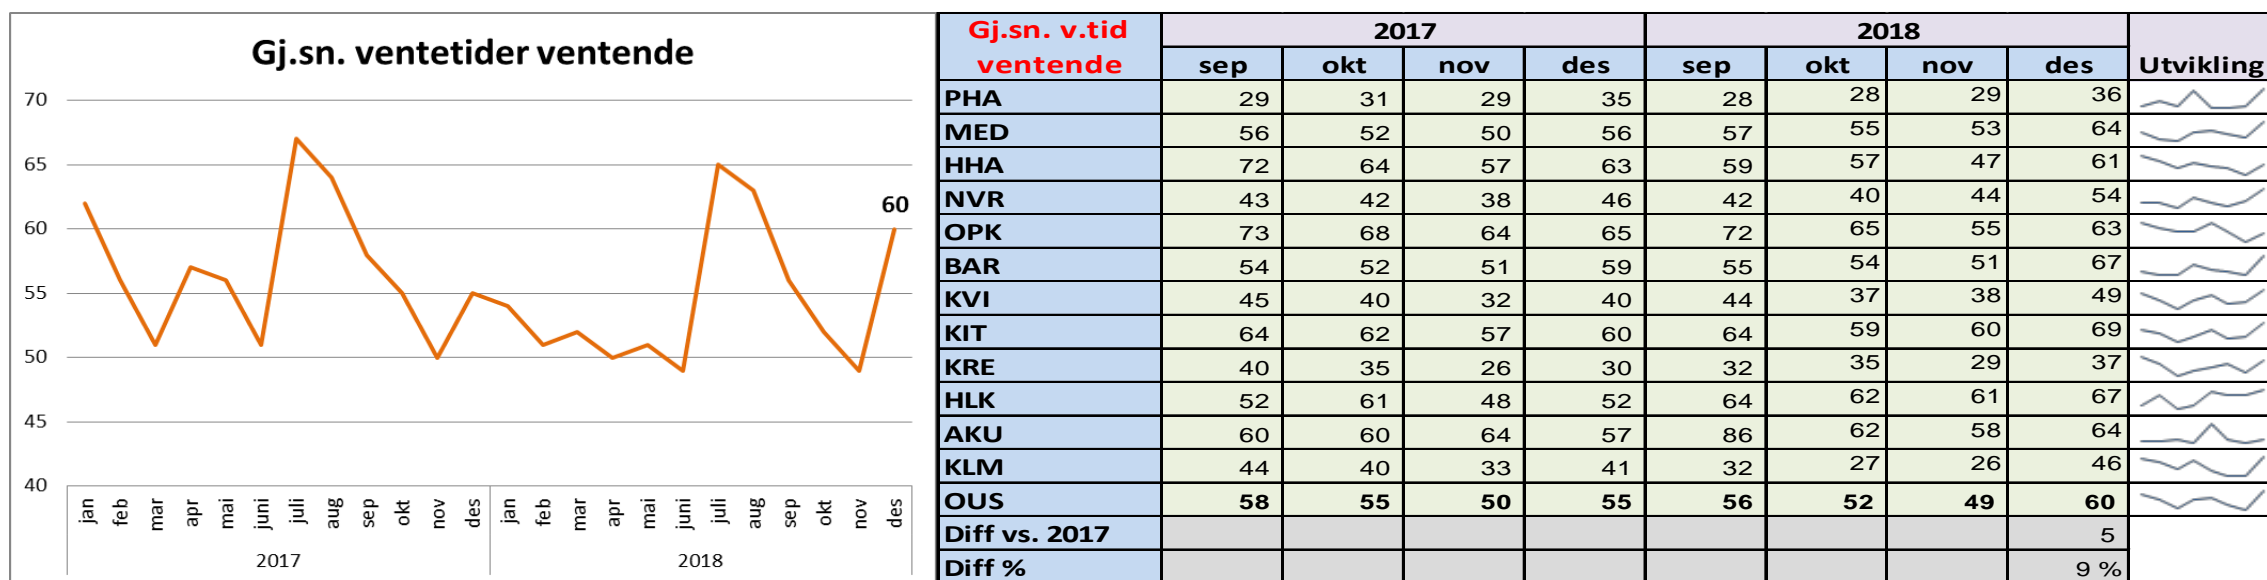 Gj.sn. ventetider ventende
70
65
60
55
50
45
40
60
jan feb mar apr mai juni juli aug sep okt nov des jan feb mar apr mai juni juli aug sep okt nov des
2017 2018
Gj.sn. v.tid ventende 2017 2018 Utvikling
sep okt nov des sep okt nov des
PHA 29 31 29 35 28 28 29 36
MED 56 52 50 56 57 55 53 64
HHA 72 64 57 63 59 57 47 61
NVR 43 42 38 46 42 40 44 54
OPK 73 68 64 65 72 65 55 63
BAR 54 52 51 59 55 54 51 67
KVI 45 40 32 40 44 37 38 49
KIT 64 62 57 60 64 59 60 69
KRE 40 35 26 30 32 35 29 37
HLK 52 61 48 52 64 62 61 67
AKU 60 60 64 57 86 62 58 64
KLM 44 40 33 41 32 27 26 46
OUS 58 55 50 55 56 52 49 60
Diff vs. 2017 5
Diff % 9 %